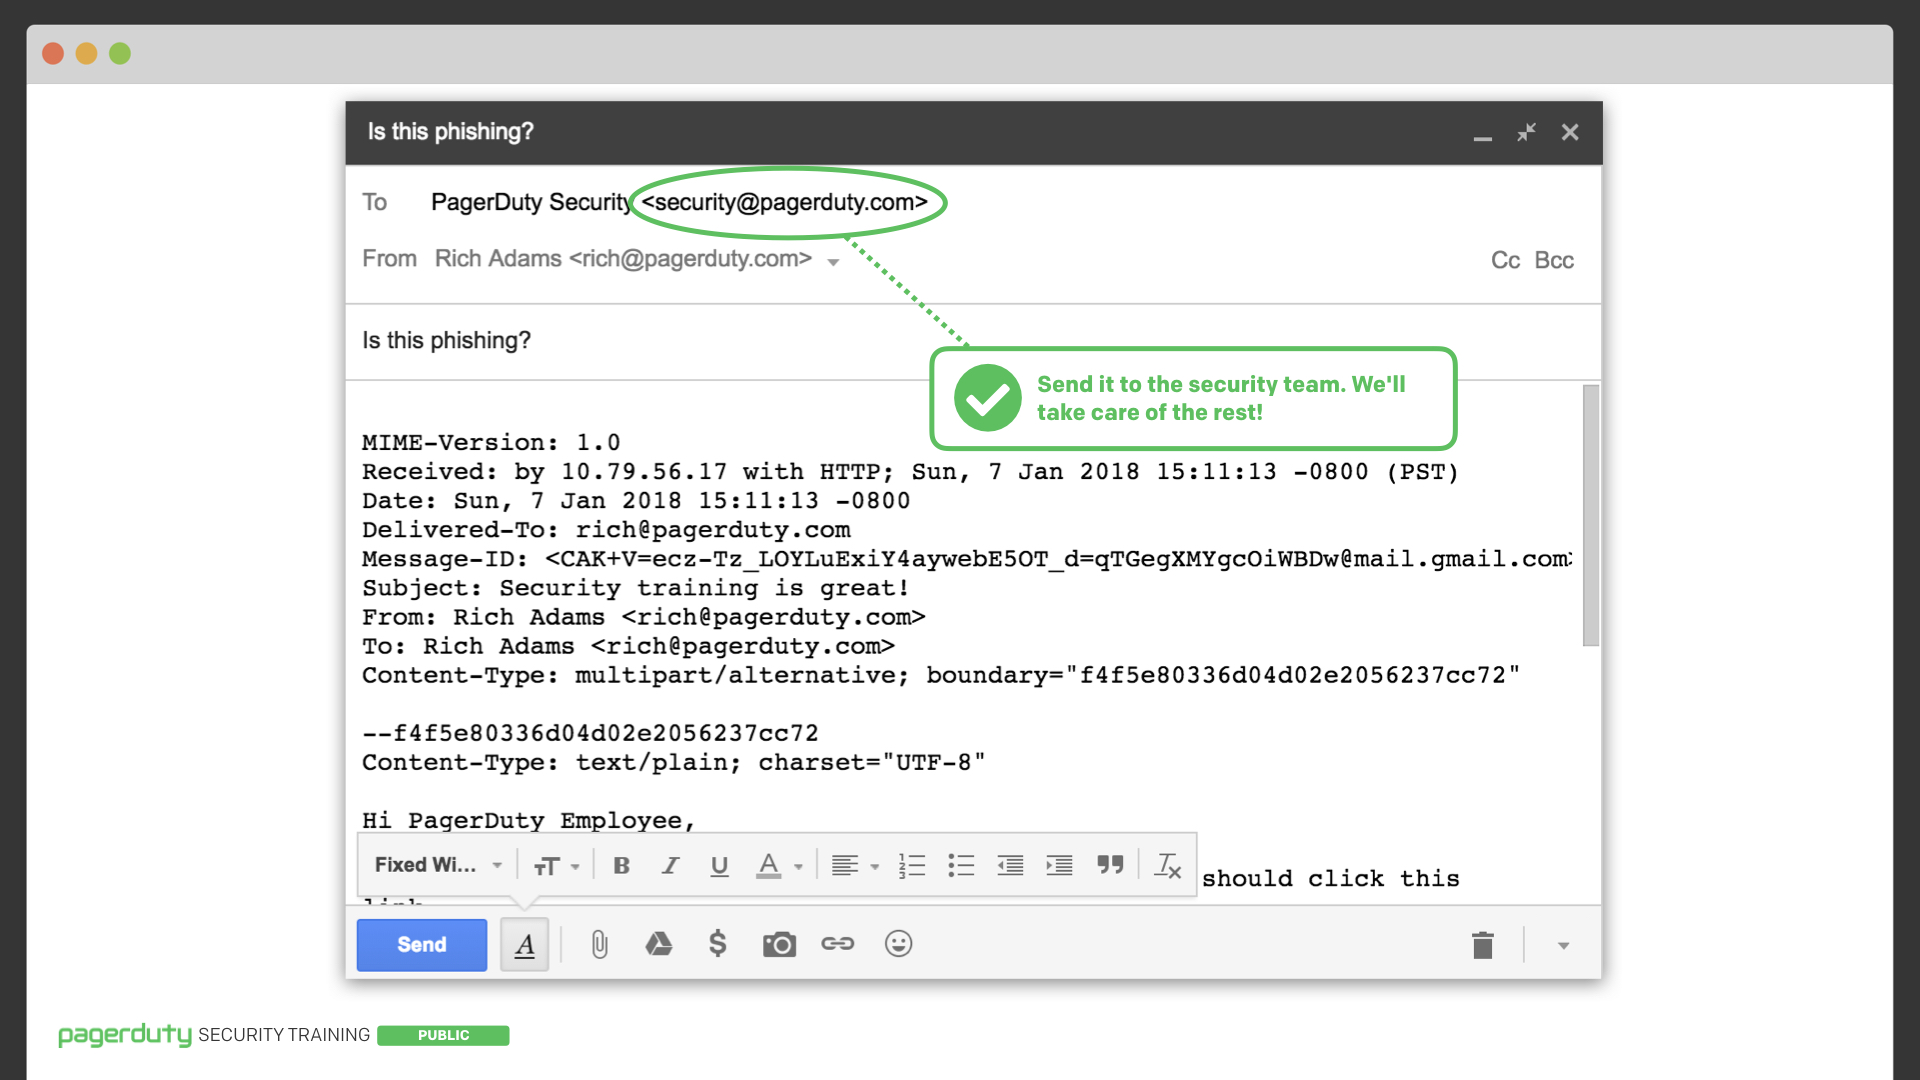 Is this phishing?
To PagerDuty Security <security@pagerduty.com>
From Rich Adams <rich@pagerduty.com>
Cc Bcc
Is this phishing?
Send it to the security team. We'll
take care of the rest!
MIME-Version: 1.0
Received: by 10.79.56.17 with HTTP; Sun, 7 Jan 2018 15:11:13 -0800 (PST)
Date: Sun, 7 Jan 2018 15:11:13 -0800
Delivered-To: rich@pagerduty.com
Message-ID: <CAK+V=ecz-Tz_LOYLuExiY4aywebE5OT_d=qTGegXMYgcOiWBDw@mail.gmail.com>
Subject: Security training is great!
From: Rich Adams <rich@pagerduty.com>
To: Rich Adams <rich@pagerduty.com>
Content-Type: multipart/alternative; boundary="f4f5e80336d04d02e2056237cc72"
--f4f5e80336d04d02e2056237cc72
Content-Type: text/plain; charset="UTF-8"
Hi PagerDuty Employee,
should click this
Fixed Wi...
Send
pagerduty SECURITY TRAINING PUBLIC